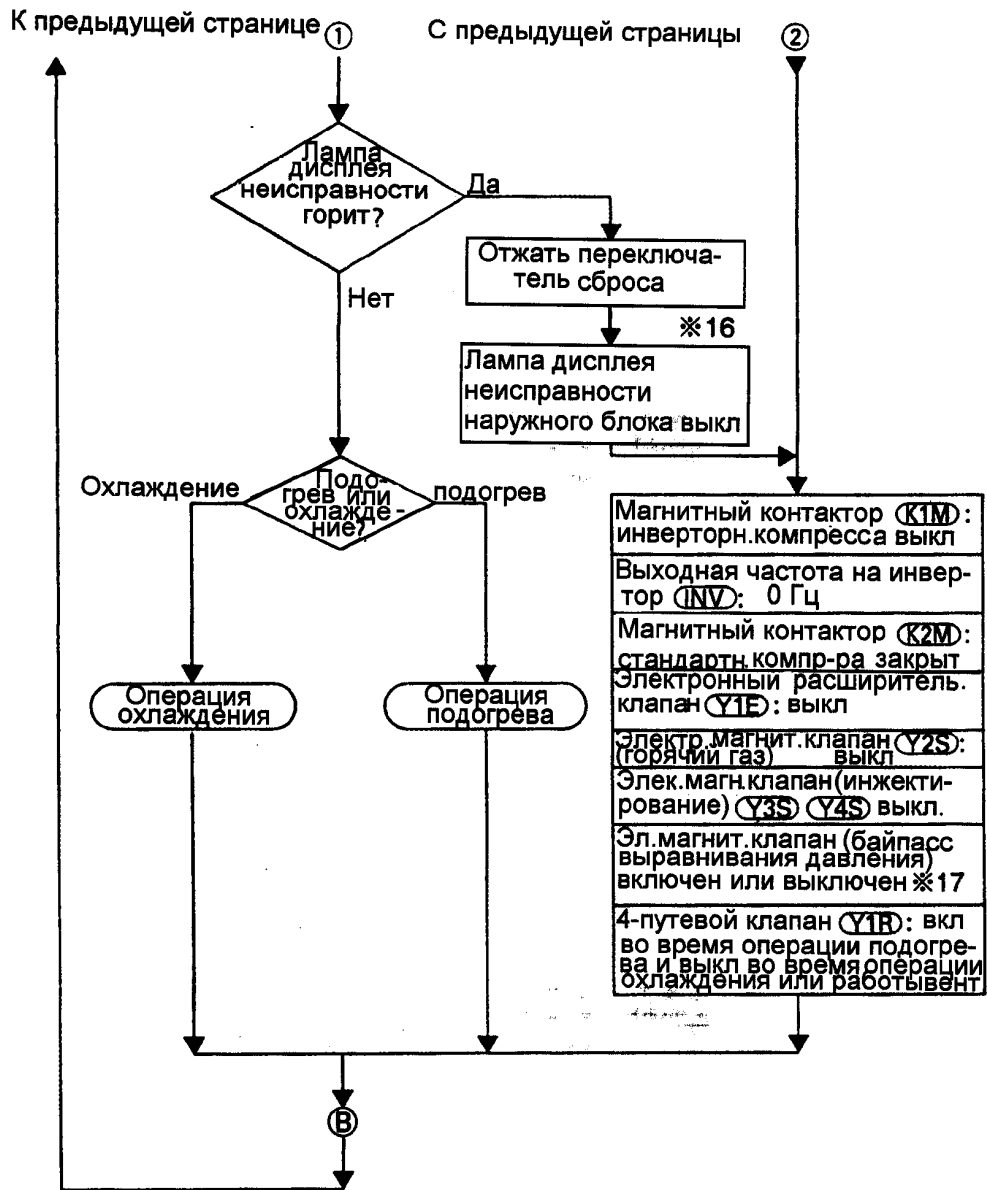 К предыдущей странице ①
С предыдущей страницы ②
Лампа
дисплея
неисправности
горит?
Да
Нет
Отжать переключа-
тель сброса
※16
Лампа дисплея
неисправности
наружного блока выкл
Охлаждение
Подо-
грев или
охлажде-
ние?
подогрев
Магнитный контактор (K1M):
инверторн.компресса выкл
Выходная частота на инвер-
тор (INV): 0 Гц
Магнитный контактор (K2M):
стандартн.компр-ра закрыт
Электронный расширитель.
клапан (Y1E): выкл
Электр.магнит.клапан (Y2S):
(горячий газ) выкл
Элек.магн.клапан(инжекти-
рование) (Y3S) (Y4S) выкл.
Эл.магнит.клапан (байпасс
выравнивания давления)
включен или выключен ※17
4-путевой клапан (Y1R): вкл
во время операции подогре-
ва и выкл во время операции
охлаждения или работывент
Операция
охлаждения
Операция
подогрева
Ⓑ